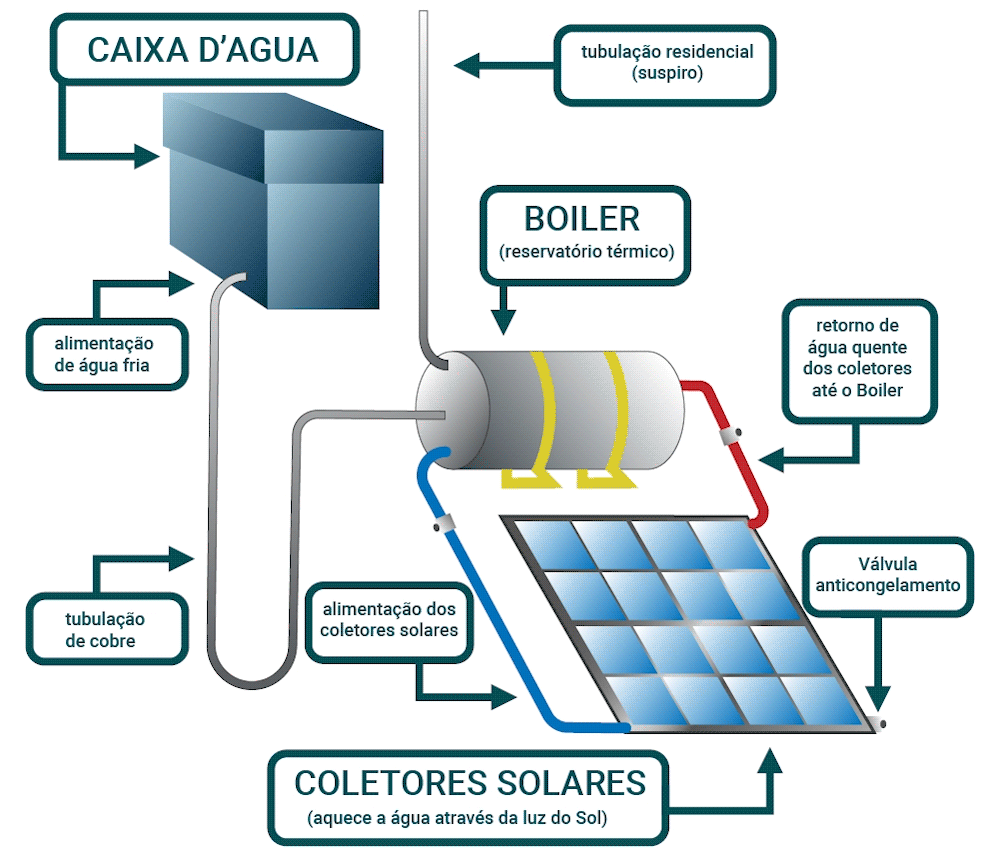 CAIXA D'AGUA
tubulação residencial
(suspiro)
BOILER
(reservatório térmico)
alimentação
de água fria
retorno de
água quente
dos coletores
até o Boiler
Válvula
anticongelamento
tubulação
de cobre
alimentação dos
coletores solares
COLETORES SOLARES
(aquece a água através da luz do Sol)